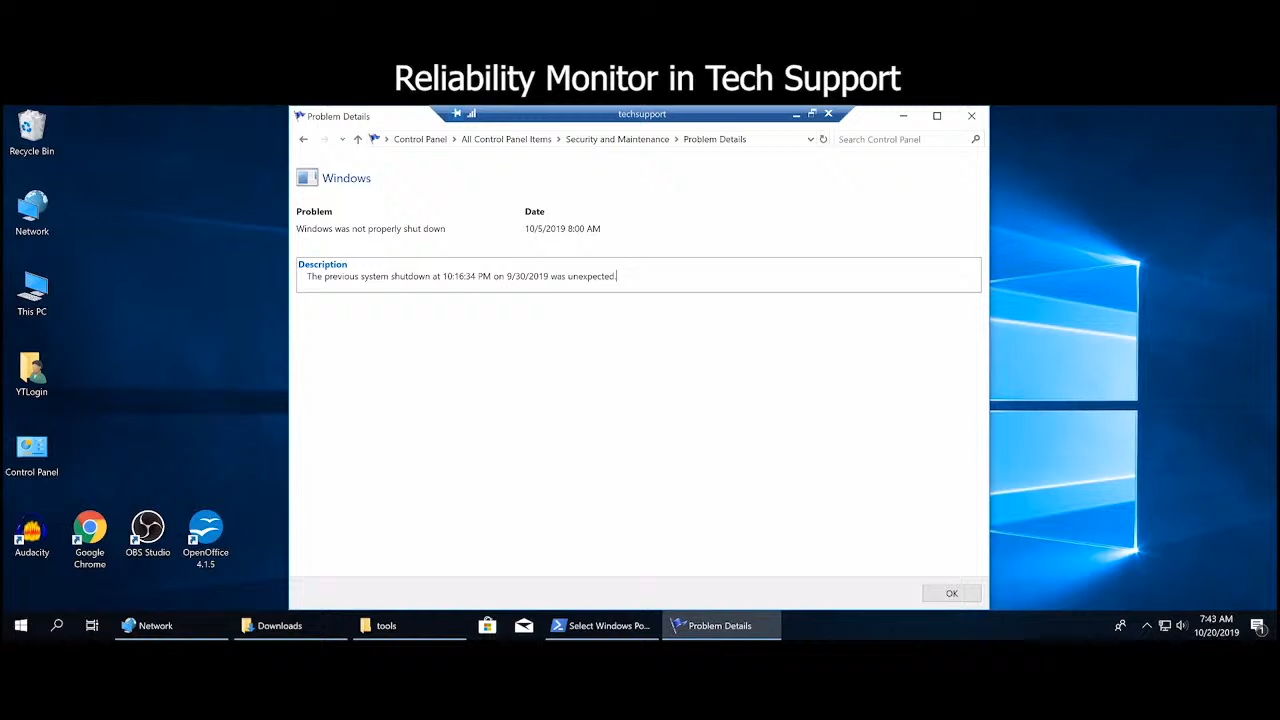 Reliability Monitor in Tech Support
Recycle Bin
Network
This PC
YTLogin
Control Panel
Audacity
Google
Chrome
OBS Studio
OpenOffice
4.1.5
Problem Details
techsupport
Control Panel > All Control Panel Items > Security and Maintenance > Problem Details
Search Control Panel
Windows
Problem Date
Windows was not properly shut down 10/5/2019 8:00 AM
Description
The previous system shutdown at 10:16:34 PM on 9/30/2019 was unexpected.
OK
Network Downloads tools Select Windows Po... Problem Details
7:43 AM
10/20/2019
1